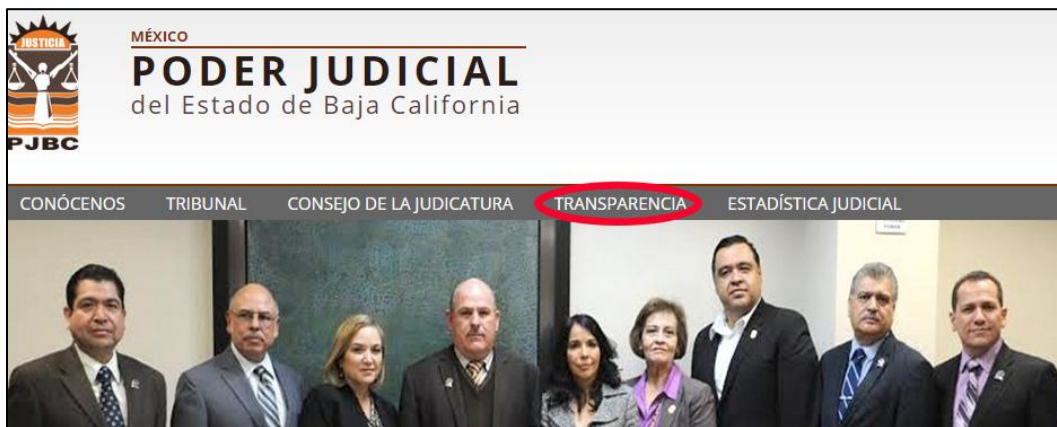 JUSTICIA
PJBC
MÉXICO
PODER JUDICIAL
del Estado de Baja California
CONÓCENOS TRIBUNAL CONSEJO DE LA JUDICATURA TRANSPARENCIA ESTADÍSTICA JUDICIAL